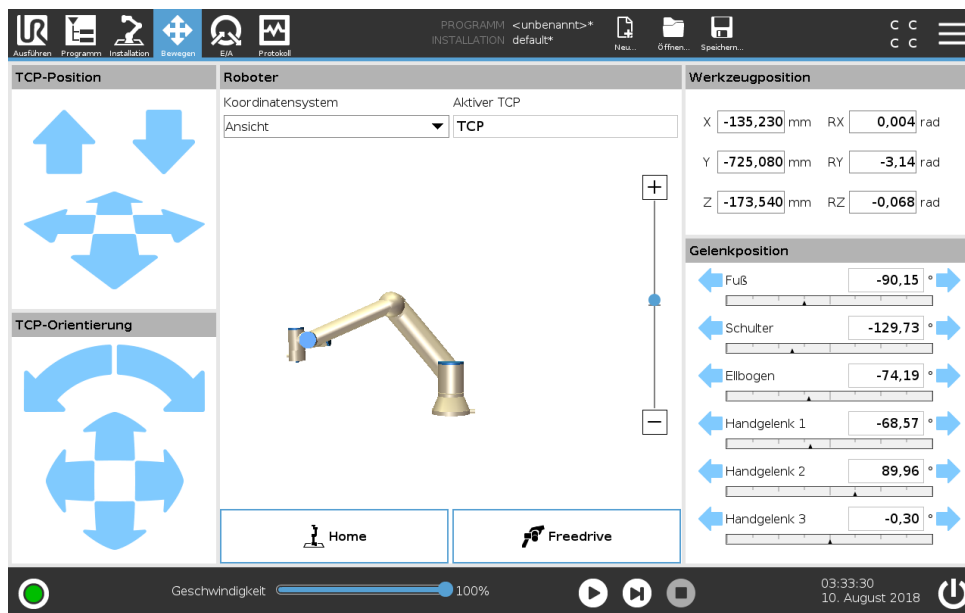 UR
Ausführen Programm Installation Bewegen E/A Protokoll
PROGRAMM <unbenannt>*
INSTALLATION default*
Neu... Öffnen... Speichern...
C C
C C
TCP-Position
Roboter
Koordinatensystem Aktiver TCP
Ansicht TCP
Werkzeugposition
X -135,230 mm RX 0,004 rad
Y -725,080 mm RY -3,14 rad
Z -173,540 mm RZ -0,068 rad
Gelenkposition
Fuß -90,15 °
Schulter -129,73 °
Ellbogen -74,19 °
Handgelenk 1 -68,57 °
Handgelenk 2 89,96 °
Handgelenk 3 -0,30 °
TCP-Orientierung
Home Freedrive
Geschwindigkeit 100%
03:33:30
10. August 2018